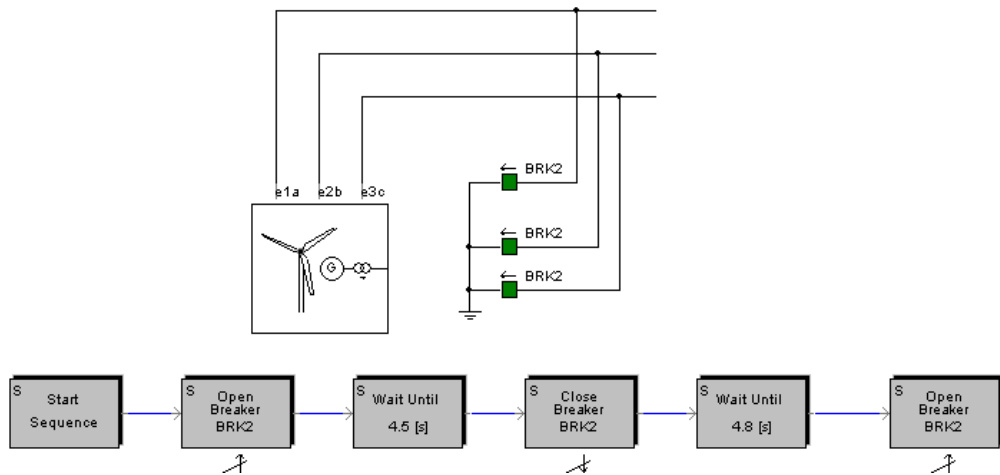 e1a e2b e3c
BRK2
BRK2
BRK2
G
S
Start
Sequence
S
Open
Breaker
BRK2
S
Wait Until
4.5 [s]
S
Close
Breaker
BRK2
S
Wait Until
4.8 [s]
S
Open
Breaker
BRK2